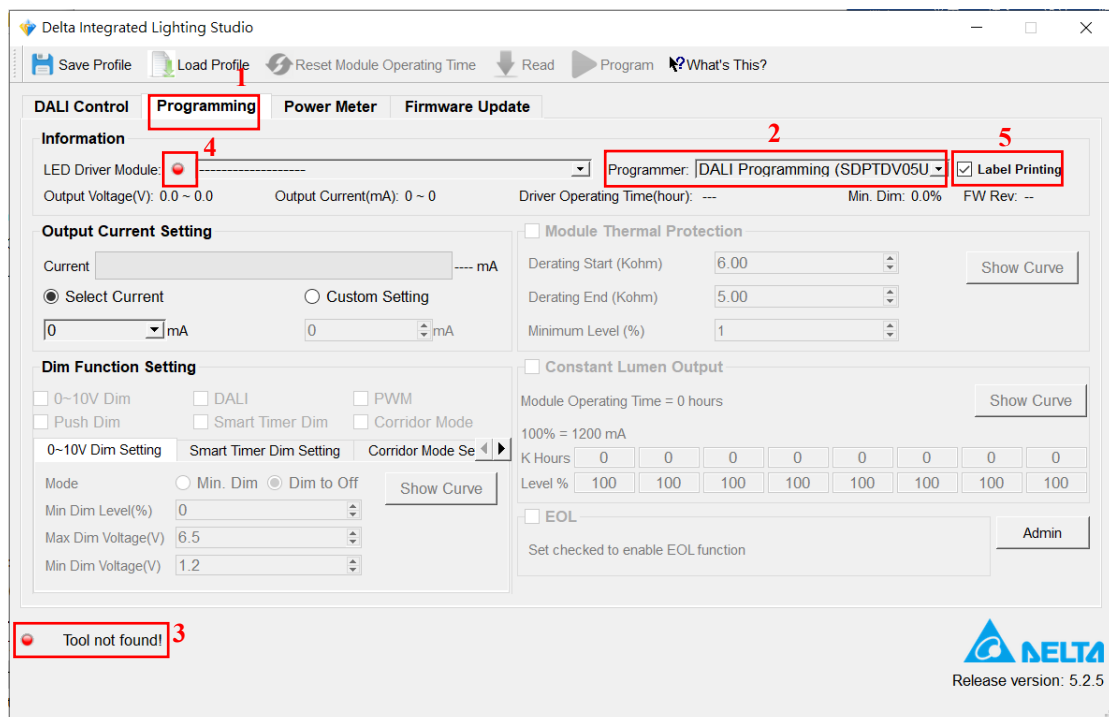 Delta Integrated Lighting Studio
Save Profile Load Profile Reset Module Operating Time Read Program What's This?
1
DALI Control Programming Power Meter Firmware Update
Information
4 2 5
LED Driver Module: ------------------- Programmer: DALI Programming (SDPTDV05U Label Printing
Output Voltage(V): 0.0 ~ 0.0 Output Current(mA): 0 ~ 0 Driver Operating Time(hour): --- Min. Dim: 0.0% FW Rev: --
Output Current Setting
Current ---- mA
Select Current Custom Setting
0 mA 0 mA
Module Thermal Protection
Derating Start (Kohm) 6.00 Show Curve
Derating End (Kohm) 5.00
Minimum Level (%) 1
Dim Function Setting
0~10V Dim DALI PWM
Push Dim Smart Timer Dim Corridor Mode
0~10V Dim Setting Smart Timer Dim Setting Corridor Mode Se
Mode Min. Dim Dim to Off Show Curve
Min Dim Level(%) 0
Max Dim Voltage(V) 6.5
Min Dim Voltage(V) 1.2
Constant Lumen Output
Module Operating Time = 0 hours Show Curve
100% = 1200 mA
K Hours 0 0 0 0 0 0 0 0
Level % 100 100 100 100 100 100 100 100
EOL
Set checked to enable EOL function
Admin
Tool not found! 3
DELTA
Release version: 5.2.5